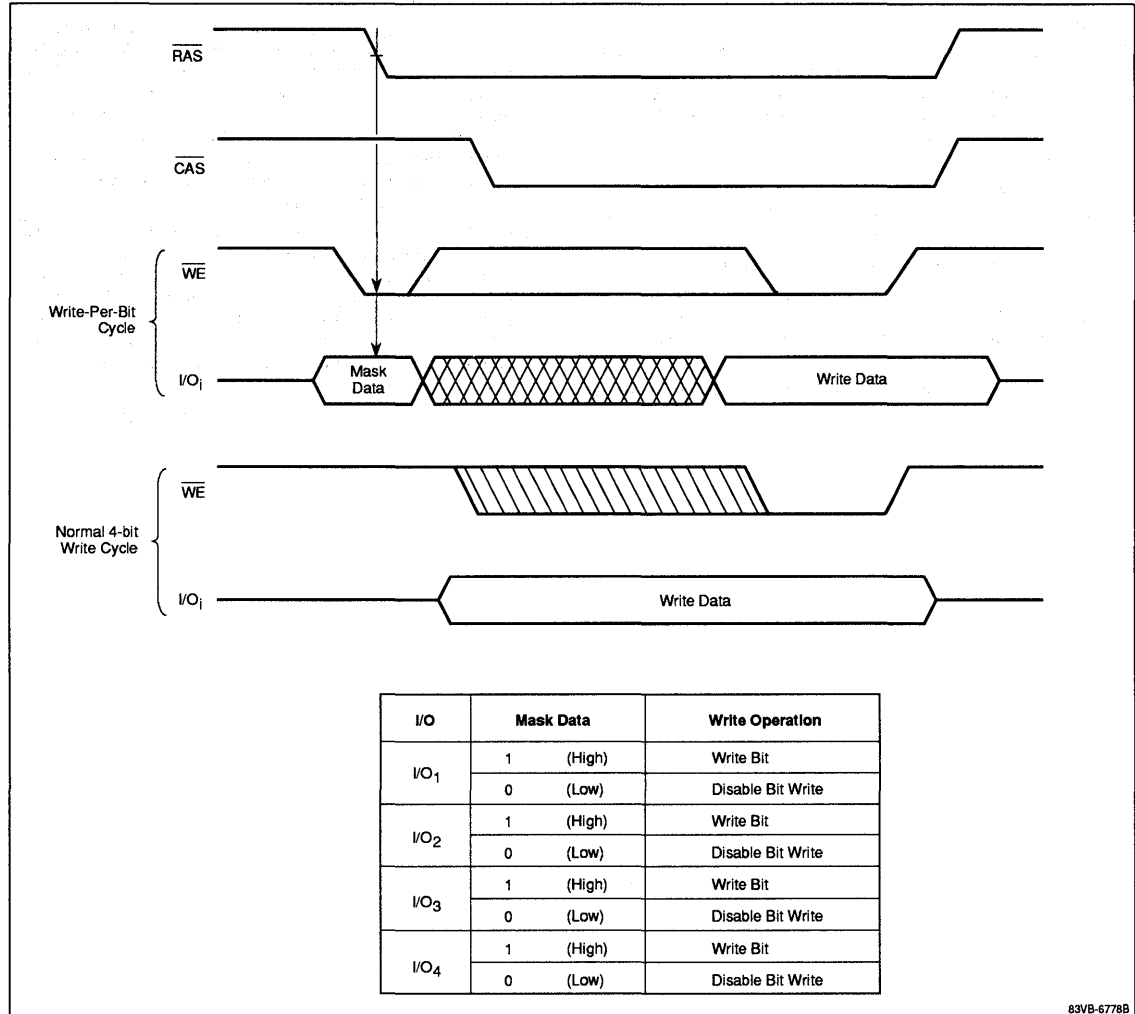 RAS
CAS
WE
Write-Per-Bit
Cycle
I/Oi
Mask
Data
Write Data
WE
Normal 4-bit
Write Cycle
I/Oi
Write Data
I/O Mask Data Write Operation
I/O1 1 (High) Write Bit
0 (Low) Disable Bit Write
I/O2 1 (High) Write Bit
0 (Low) Disable Bit Write
I/O3 1 (High) Write Bit
0 (Low) Disable Bit Write
I/O4 1 (High) Write Bit
0 (Low) Disable Bit Write
83VB-6778B